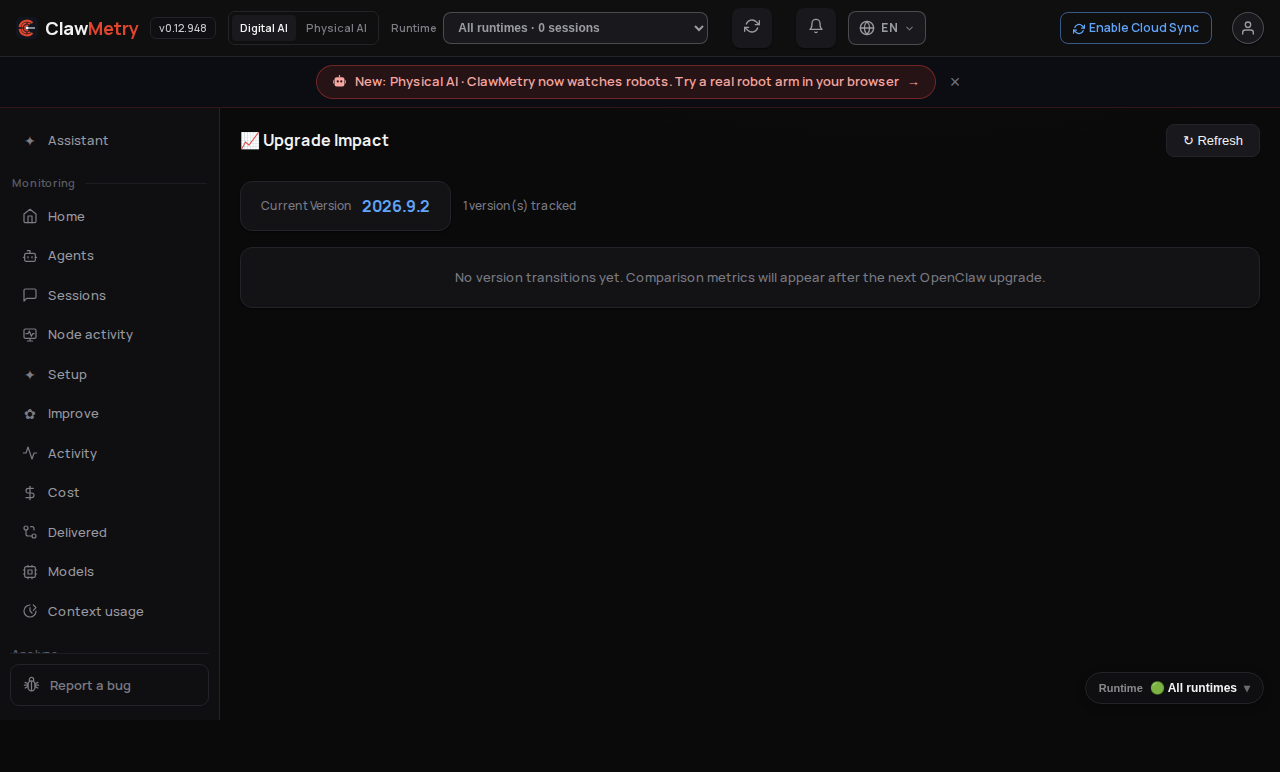 ClawMetry
v0.12.948
Digital AI
Physical AI
Runtime
All runtimes · 0 sessions
EN
Enable Cloud Sync
New: Physical AI · ClawMetry now watches robots. Try a real robot arm in your browser →
×
Assistant
Monitoring
Home
Agents
Sessions
Node activity
Setup
Improve
Activity
Cost
Delivered
Models
Context usage
Analyze
Report a bug
Upgrade Impact
↻ Refresh
Current Version 2026.9.2
1 version(s) tracked
No version transitions yet. Comparison metrics will appear after the next OpenClaw upgrade.
Runtime All runtimes ▾